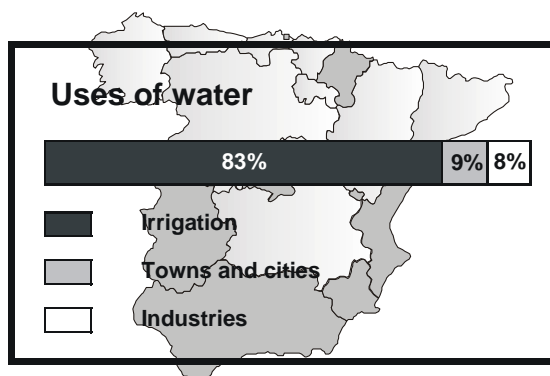 Uses of water
83% 9% 8%
Irrigation
Towns and cities
Industries